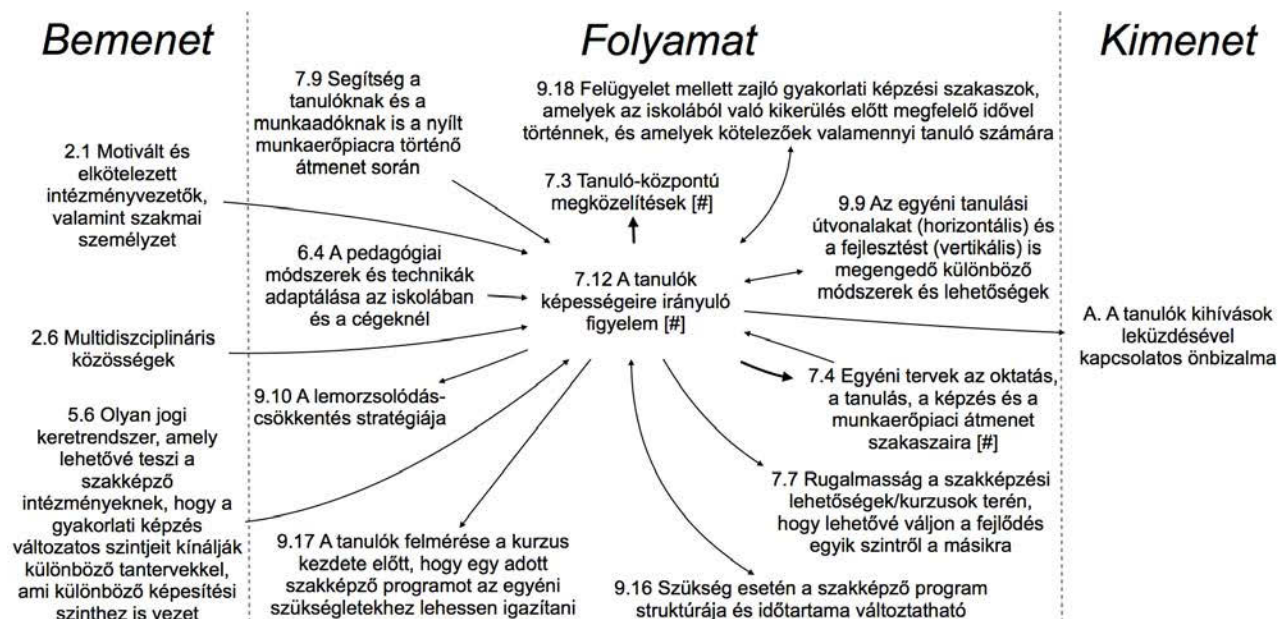 Bemenet
Folyamat
Kimenet
2.1 Motivált és
elkötelezett
intézményvezetők,
valamint szakmai
személyzet
2.6 Multidiszciplináris
közösségek
5.6 Olyan jogi
keretrendszer, amely
lehetővé teszi a
szakképző
intézményeknek, hogy a
gyakorlati képzés
változatos szintjeit kínálják
különböző tantervekkel,
ami különböző képesítési
szinthez is vezet
7.9 Segítség a
tanulóknak és a
munkaadóknak is a nyílt
munkaerőpiacra történő
átmenet során
9.18 Felügyelet mellett zajló gyakorlati képzési szakaszok,
amelyek az iskolából való kikerülés előtt megfelelő idővel
történnek, és amelyek kötelezőek valamennyi tanuló számára
7.3 Tanuló-központú
megközelítések [#]
9.9 Az egyéni tanulási
útvonalakat (horizontális) és
a fejlesztést (vertikális) is
megengedő különböző
módszerek és lehetőségek
6.4 A pedagógiai
módszerek és technikák
adaptálása az iskolában
és a cégeknél
7.12 A tanulók
képességeire irányuló
figyelem [#]
9.10 A lemorzsolódás-
csökkentés stratégiája
7.4 Egyéni tervek az oktatás,
a tanulás, a képzés és a
munkaerőpiaci átmenet
szakaszaira [#]
7.7 Rugalmasság a szakképzési
lehetőségek/kurzusok terén,
hogy lehetővé váljon a fejlődés
egyik szintről a másikra
9.17 A tanulók felmérése a kurzus
kezdete előtt, hogy egy adott
szakképző programot az egyéni
szükségletekhez lehessen igazítani
9.16 Szükség esetén a szakképző program
struktúrája és időtartama változtatható
A. A tanulók kihívások
leküzdésével
kapcsolatos önbizalma